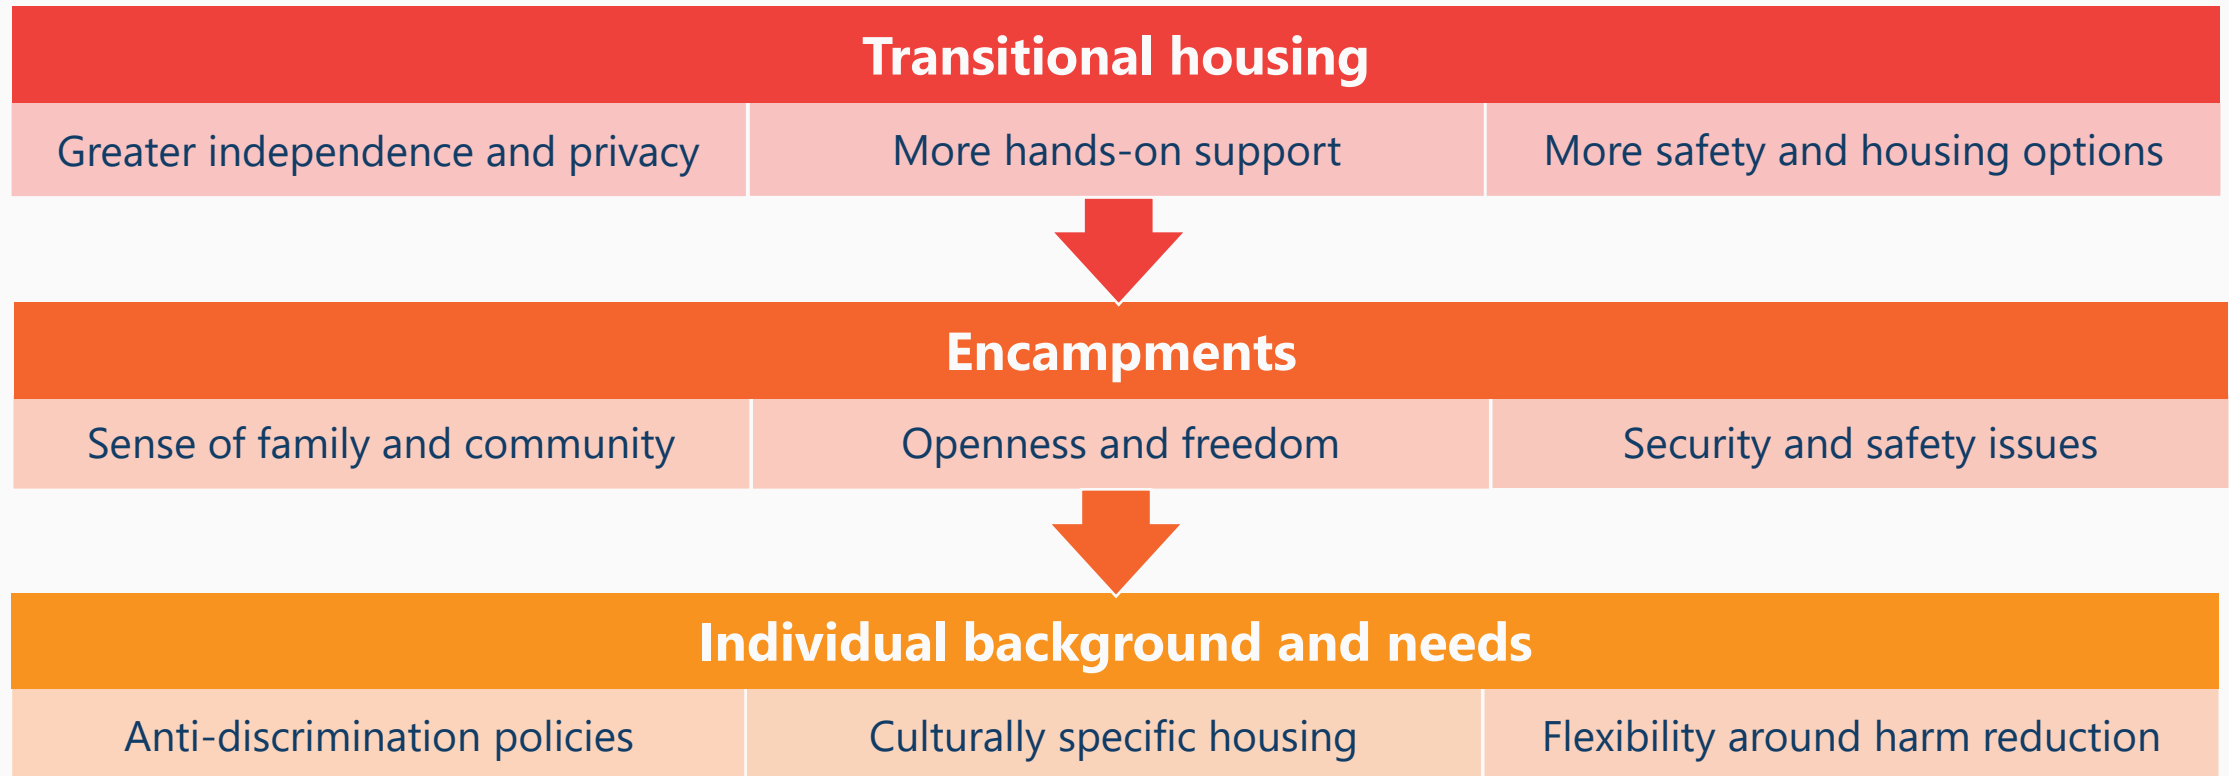 Transitional housing
Greater independence and privacy
More hands-on support
More safety and housing options
Encampments
Sense of family and community
Openness and freedom
Security and safety issues
Individual background and needs
Anti-discrimination policies
Culturally specific housing
Flexibility around harm reduction